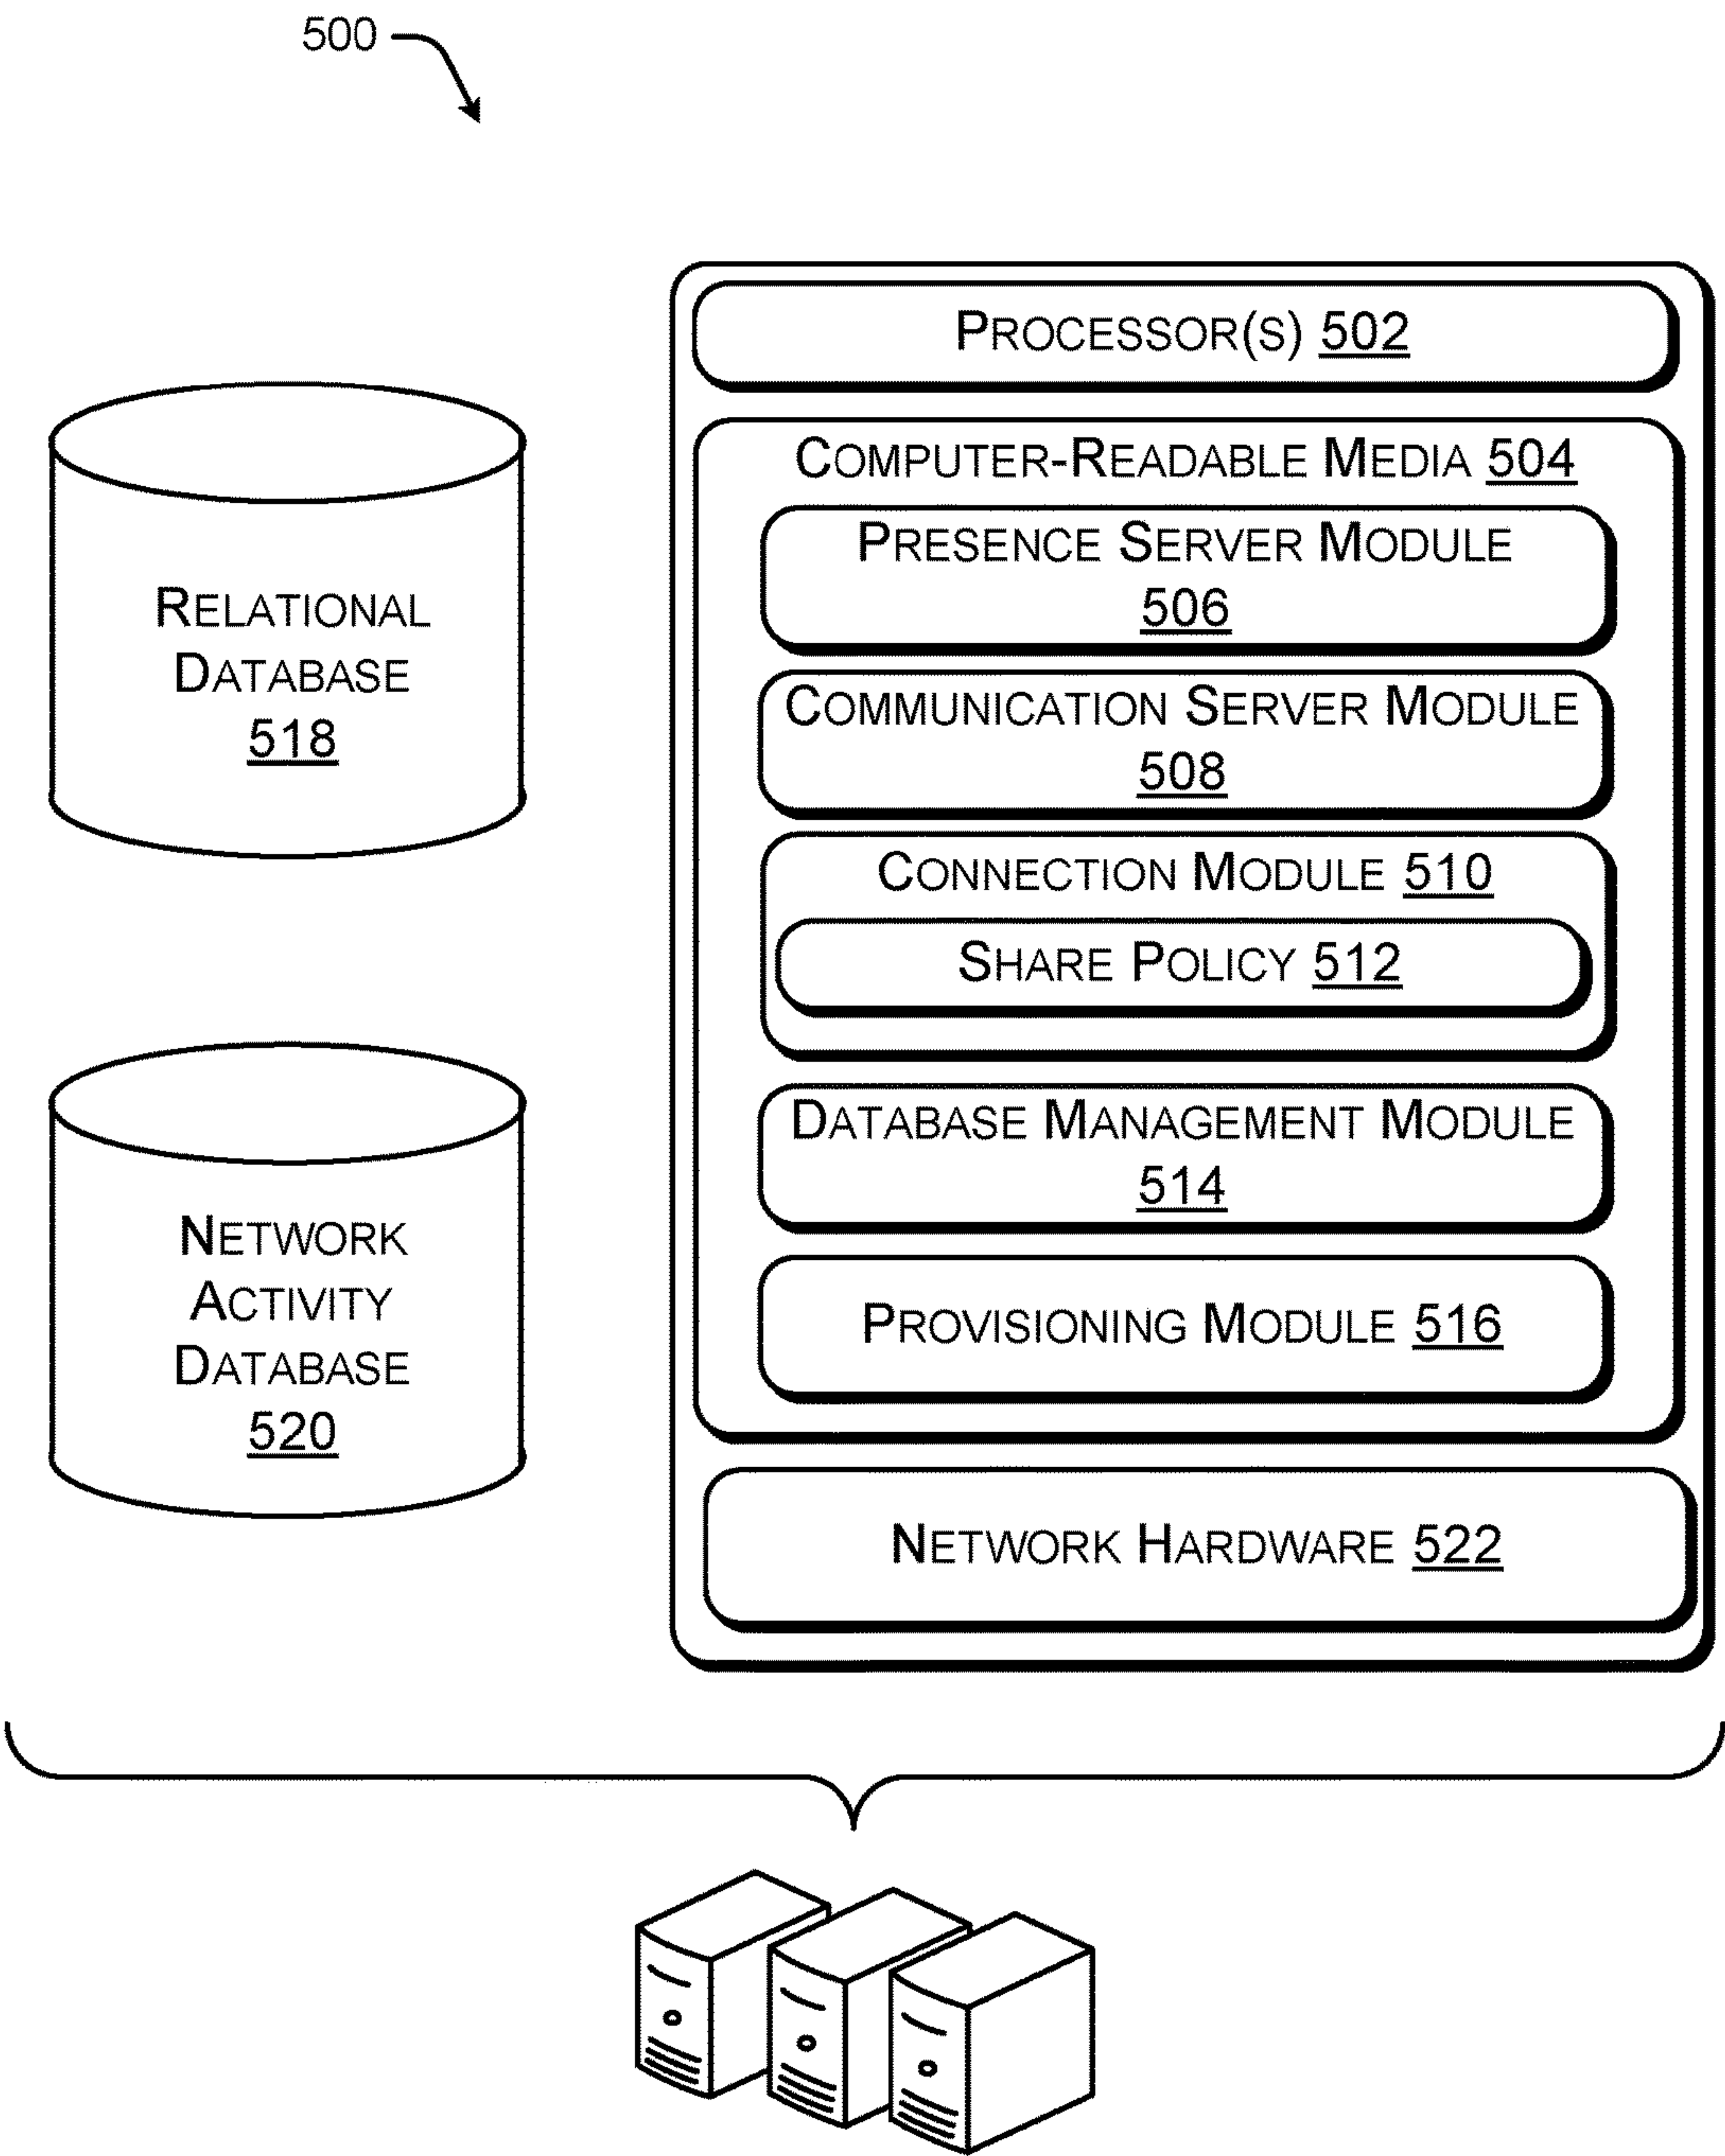 500
PROCESSOR(S) 502
COMPUTER-READABLE MEDIA 504
PRESENCE SERVER MODULE
506
COMMUNICATION SERVER MODULE
508
CONNECTION MODULE 510
SHARE POLICY 512
DATABASE MANAGEMENT MODULE
514
PROVISIONING MODULE 516
NETWORK HARDWARE 522
RELATIONAL
DATABASE
518
NETWORK
ACTIVITY
DATABASE
520